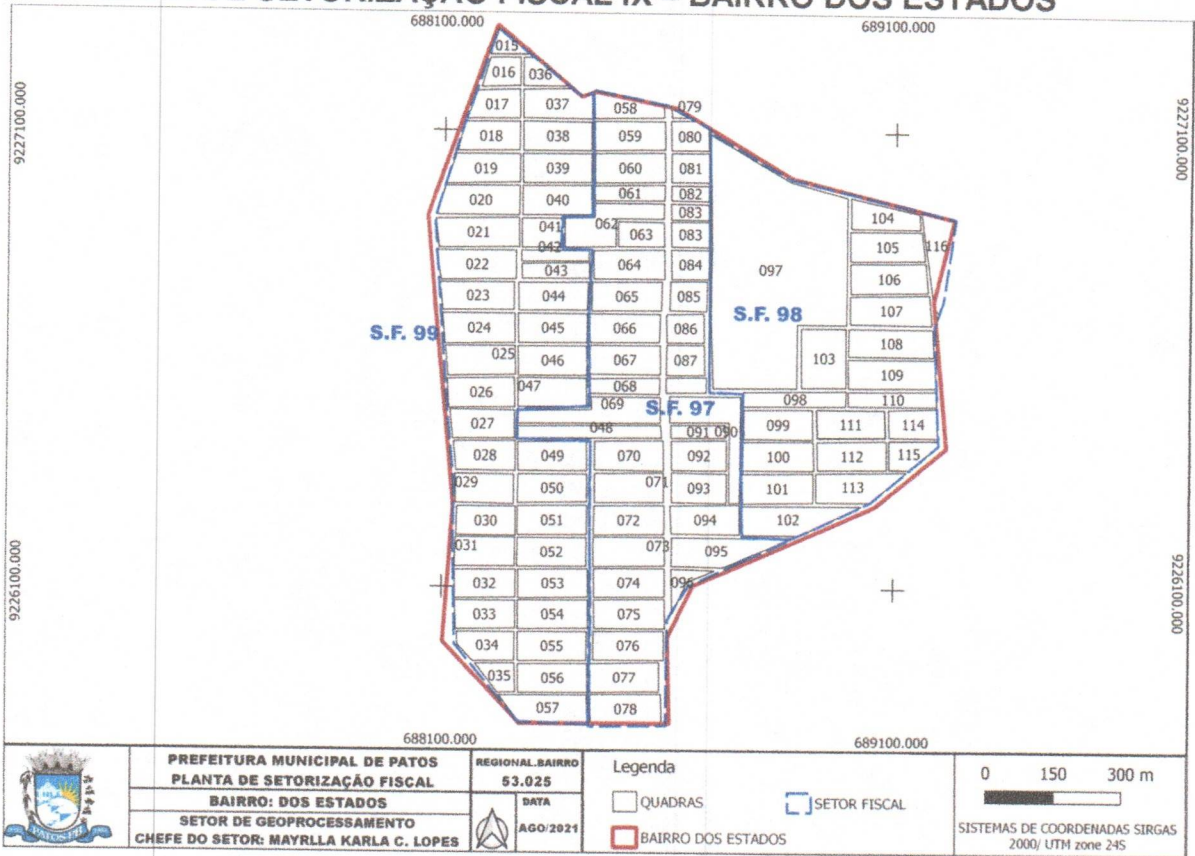 SETORIZAÇÃO FISCAL IX – BAIRRO DOS ESTADOS
688100.000 689100.000
9227100.000 9227100.000
015
016 036
017 037 058 079
018 038 059 080
019 039 060 081
020 040 061 082
083
021 041 062 063 083 104
042 105 116
022 043 064 084 097 106
023 044 065 085 107
S.F. 99 024 045 066 086 S.F. 98 108
025 046 067 087 103 109
026 047 068 098 110
069 S.F. 97
027 048 091 090 099 111 114
028 049 070 092 100 112 115
029 050 071 093 101 113
030 051 072 094 102
031 052 073 095
032 053 074 096
9226100.000 9226100.000
033 054 075
034 055 076
035 056 077
057 078
688100.000 689100.000
PATOS-PB
PREFEITURA MUNICIPAL DE PATOS
PLANTA DE SETORIZAÇÃO FISCAL
BAIRRO: DOS ESTADOS
SETOR DE GEOPROCESSAMENTO
CHEFE DO SETOR: MAYRLLA KARLA C. LOPES
REGIONAL.BAIRRO
53.025
DATA
AGO/2021
Legenda
QUADRAS
SETOR FISCAL
BAIRRO DOS ESTADOS
0 150 300 m
SISTEMAS DE COORDENADAS SIRGAS
2000/ UTM zone 24S